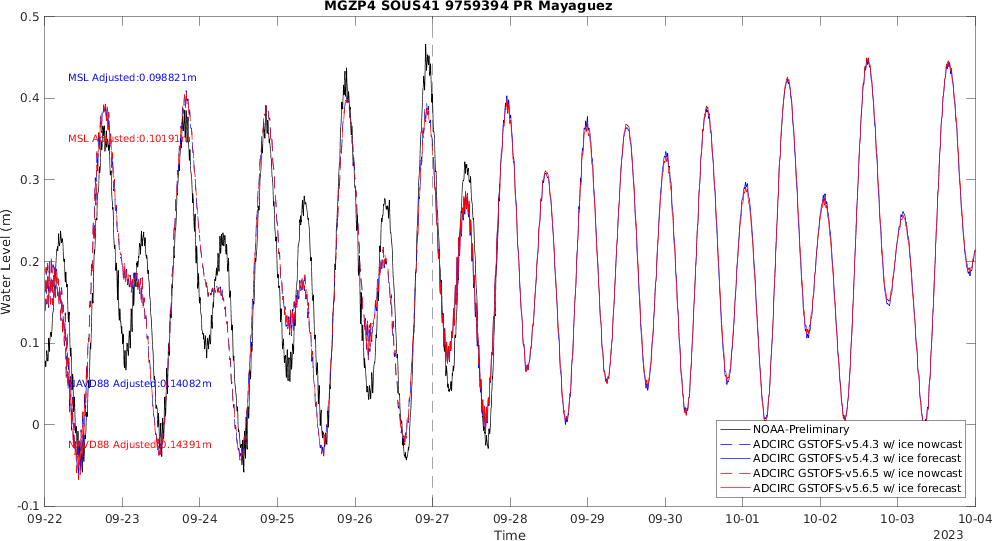 MGZP4 SOUS41 9759394 PR Mayaguez
0.5
0.4
0.3
0.2
0.1
0
-0.1
Water Level (m)
MSL Adjusted:0.098821m
MSL Adjusted:0.10191m
NAVD88 Adjusted:0.14082m
NAVD88 Adjusted:0.14391m
NOAA-Preliminary
ADCIRC GSTOFS-v5.4.3 w/ ice nowcast
ADCIRC GSTOFS-v5.4.3 w/ ice forecast
ADCIRC GSTOFS-v5.6.5 w/ ice nowcast
ADCIRC GSTOFS-v5.6.5 w/ ice forecast
09-22 09-23 09-24 09-25 09-26 09-27 09-28 09-29 09-30 10-01 10-02 10-03 10-04
Time
2023